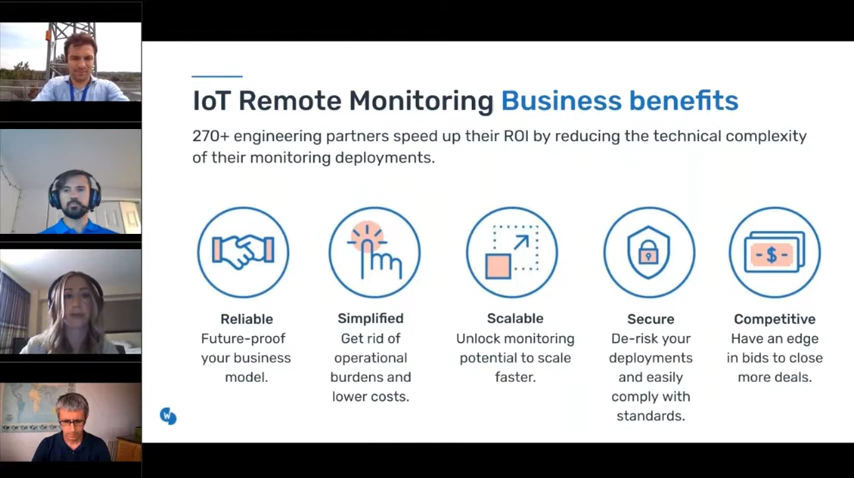 IoT Remote Monitoring Business benefits
270+ engineering partners speed up their ROI by reducing the technical complexity
of their monitoring deployments.
Reliable
Future-proof
your business
model.
Simplified
Get rid of
operational
burdens and
lower costs.
Scalable
Unlock monitoring
potential to scale
faster.
Secure
De-risk your
deployments
and easily
comply with
standards.
Competitive
Have an edge
in bids to close
more deals.
-$-
W